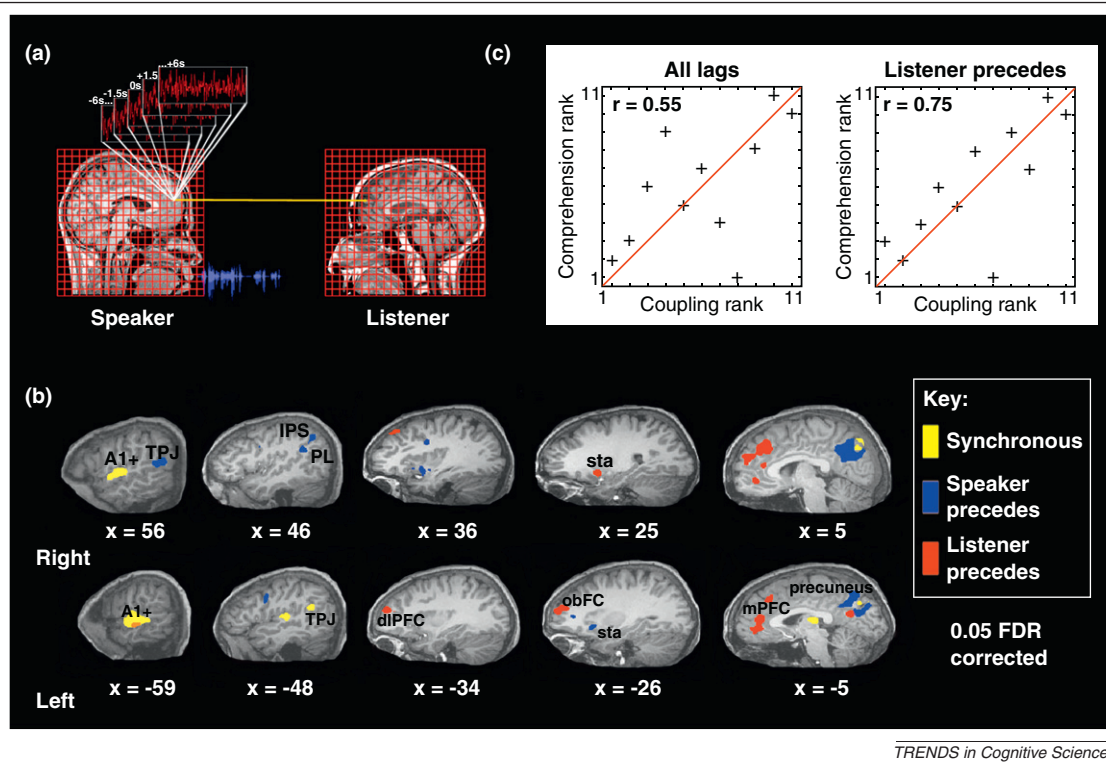 (a)
-6s...
-1.5s
0s
+1.5
...+6s
Speaker
Listener
(c)
All lags
11
r = 0.55
Comprehension rank
1
1
11
Coupling rank
Listener precedes
11
r = 0.75
Comprehension rank
1
1
11
Coupling rank
(b)
A1+
TPJ
IPS
PL
sta
x = 56
x = 46
x = 36
x = 25
x = 5
Right
A1+
TPJ
dlPFC
obFC
sta
mPFC
precuneus
x = -59
x = -48
x = -34
x = -26
x = -5
Left
Key:
Synchronous
Speaker
precedes
Listener
precedes
0.05 FDR
corrected
TRENDS in Cognitive Science